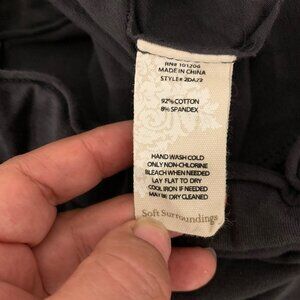 RN# 101206
MADE IN CHINA
STYLE# 2DA72
92% COTTON
8% SPANDEX
HAND WASH COLD
ONLY NON-CHLORINE
BLEACH WHEN NEEDED
LAY FLAT TO DRY
COOL IRON IF NEEDED
MAY BE DRY CLEANED
Soft Surroundings